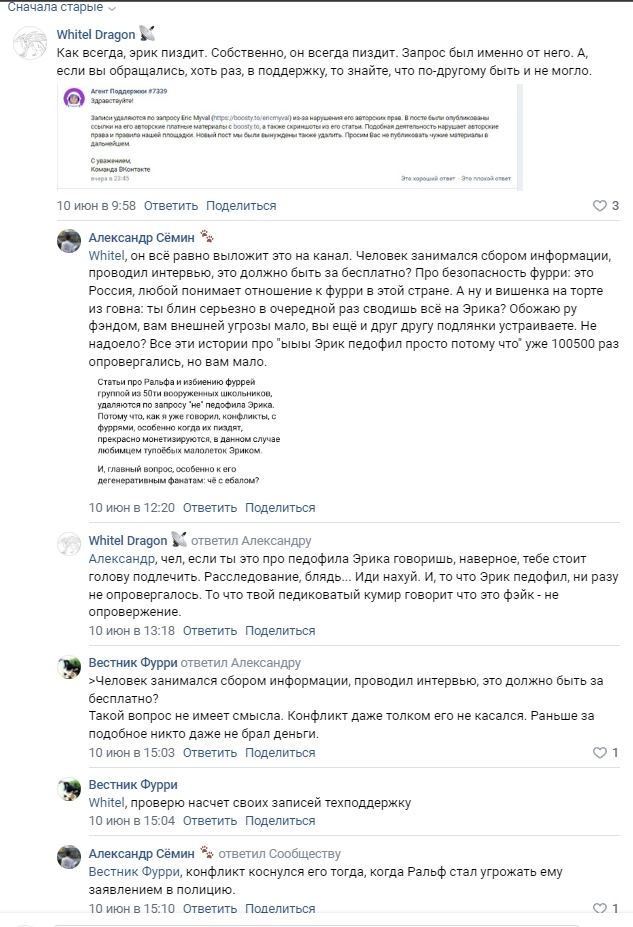 Сначала старые
Whitel Dragon
Как всегда, эрик пиздит. Собственно, он всегда пиздит. Запрос был именно от него. А,
если вы обращались, хоть раз, в поддержку, то знайте, что по-другому быть и не могло.
Агент Поддержки #7339
Здравствуйте!
Записи удаляются по запросу Eric Myval (https://boosty.to/ericmyval) из-за нарушения его авторских прав. В посте были опубликованы
ссылки на его авторские платные материалы с boosty.to, а также скриншоты из его статьи. Подобная деятельность нарушает авторские
права и правила нашей площадки. Новый пост мы были вынуждены также удалить. Просим Вас не публиковать чужие материалы в
дальнейшем.
С уважением,
Команда ВКонтакте
вчера в 23:45
Это хороший ответ · Это плохой ответ
10 июн в 9:58 Ответить Поделиться 3
Александр Сёмин
Whitel, он всё равно выложит это на канал. Человек занимался сбором информации,
проводил интервью, это должно быть за бесплатно? Про безопасность фурри: это
Россия, любой понимает отношение к фурри в этой стране. А ну и вишенка на торте
из говна: ты блин серьезно в очередной раз сводишь всё на Эрика? Обожаю ру
фэндом, вам внешней угрозы мало, вы ещё и друг другу подлянки устраиваете. Не
надоело? Все эти истории про "ыыы Эрик педофил просто потому что" уже 100500 раз
опровергались, но вам мало.
Статьи про Ральфа и избиению фуррей
группой из 50ти вооруженных школьников,
удаляются по запросу "не" педофила Эрика.
Потому что, как я уже говорил, конфликты, с
фуррями, особенно когда их пиздят,
прекрасно монетизируются, в данном случае
любимцем тупоёбых малолеток Эриком.
И, главный вопрос, особенно к его
дегенеративным фанатам: чё с ебалом?
10 июн в 12:20 Ответить Поделиться
Whitel Dragon ответил Александру
Александр, чел, если ты это про педофила Эрика говоришь, наверное, тебе стоит
голову подлечить. Расследование, блядь... Иди нахуй. И, то что Эрик педофил, ни разу
не опровергалось. То что твой педиковатый кумир говорит что это фэйк - не
опровержение.
10 июн в 13:18 Ответить Поделиться
Вестник Фурри ответил Александру
>Человек занимался сбором информации, проводил интервью, это должно быть за
бесплатно?
Такой вопрос не имеет смысла. Конфликт даже толком его не касался. Раньше за
подобное никто даже не брал деньги.
10 июн в 15:03 Ответить Поделиться 1
Вестник Фурри
Whitel, проверю насчет своих записей техподдержку
10 июн в 15:04 Ответить Поделиться
Александр Сёмин ответил Сообществу
Вестник Фурри, конфликт коснулся его тогда, когда Ральф стал угрожать ему
заявлением в полицию.
10 июн в 15:10 Ответить Поделиться 1